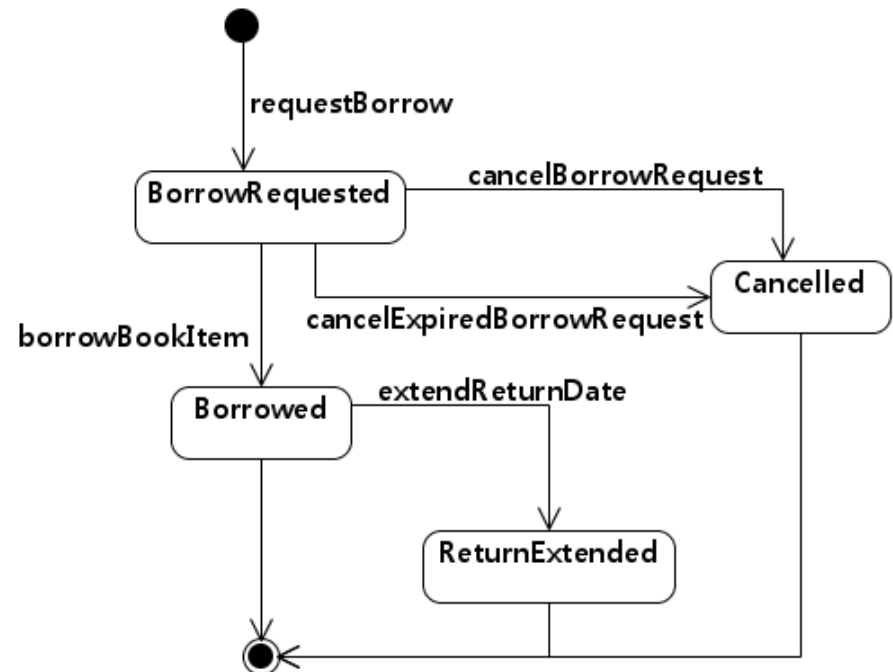 requestBorrow
BorrowRequested
cancelBorrowRequest
Cancelled
cancelExpiredBorrowRequest
borrowBookItem
Borrowed
extendReturnDate
ReturnExtended